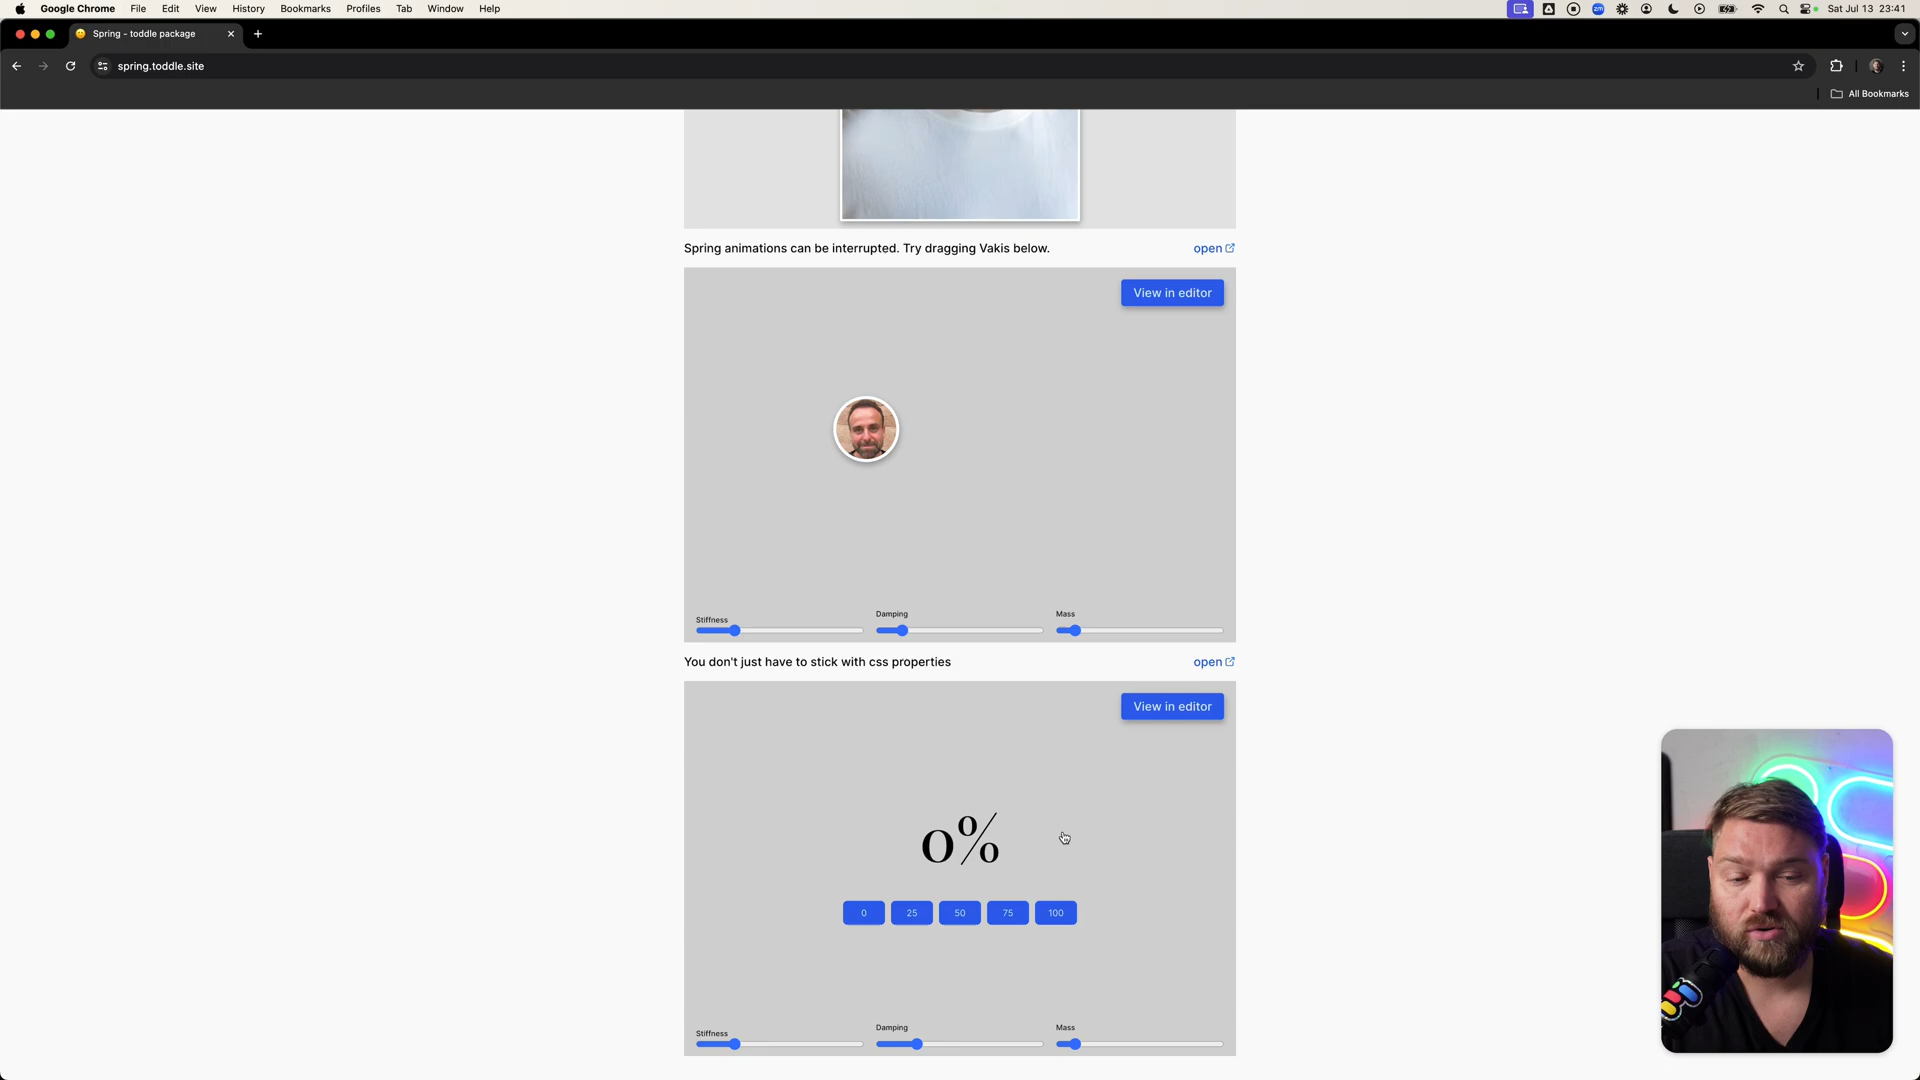 Google Chrome File Edit View History Bookmarks Profiles Tab Window Help
zm
Sat Jul 13 23:41
Spring - toddle package
spring.toddle.site
All Bookmarks
Spring animations can be interrupted. Try dragging Vakis below.
open
View in editor
Stiffness
Damping
Mass
You don't just have to stick with css properties
open
View in editor
0%
0 25 50 75 100
Stiffness
Damping
Mass